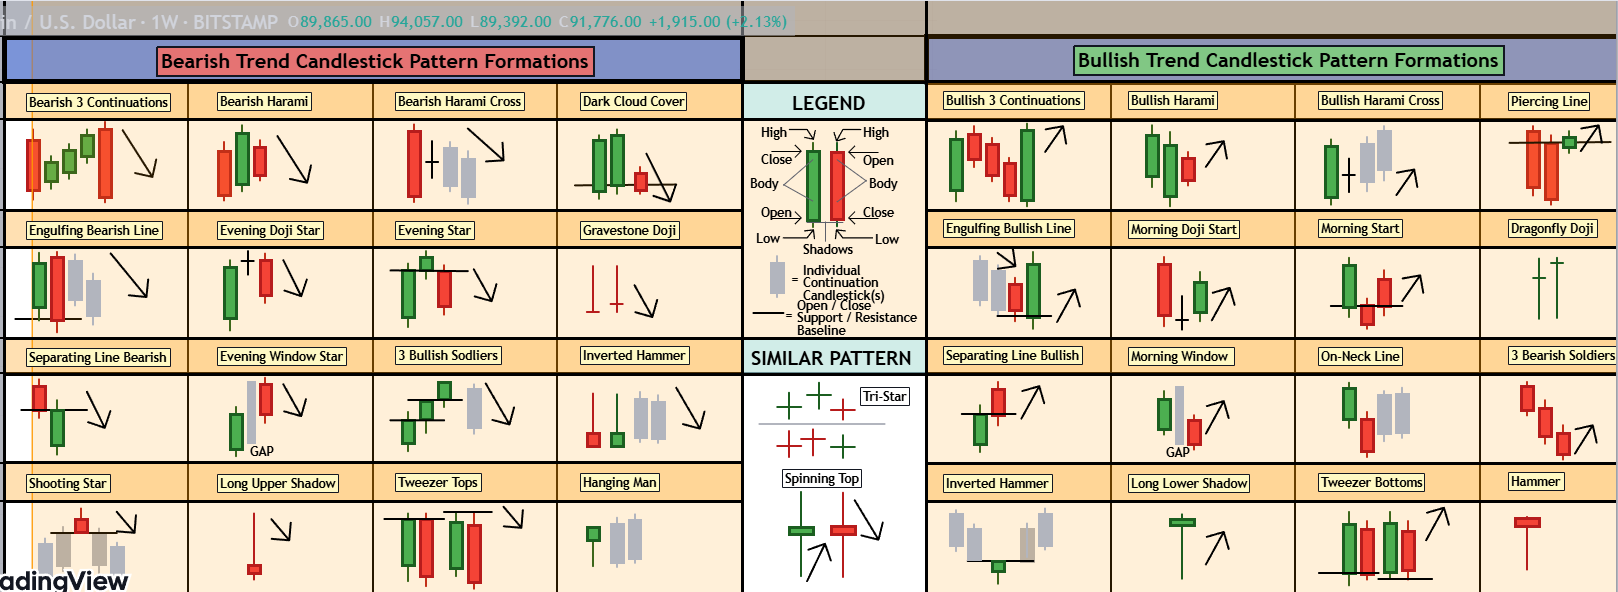 in / U.S. Dollar · 1W · BITSTAMP O89,865.00 H94,057.00 L89,392.00 C91,776.00 +1,915.00 (+2.13%)
Bearish Trend Candlestick Pattern Formations
Bullish Trend Candlestick Pattern Formations
Bearish 3 Continuations
Bearish Harami
Bearish Harami Cross
Dark Cloud Cover
LEGEND
Bullish 3 Continuations
Bullish Harami
Bullish Harami Cross
Piercing Line
High
High
Close
Open
Body
Body
Open
Close
Low
Low
Shadows
Engulfing Bearish Line
Evening Doji Star
Evening Star
Gravestone Doji
Engulfing Bullish Line
Morning Doji Start
Morning Start
Dragonfly Doji
= Individual
Continuation
Candlestick(s)
= Open / Close
Support / Resistance
Baseline
Separating Line Bearish
Evening Window Star
3 Bullish Sodliers
Inverted Hammer
SIMILAR PATTERN
Separating Line Bullish
Morning Window
On-Neck Line
3 Bearish Soldiers
Tri-Star
GAP
GAP
Shooting Star
Long Upper Shadow
Tweezer Tops
Hanging Man
Spinning Top
Inverted Hammer
Long Lower Shadow
Tweezer Bottoms
Hammer
adingView